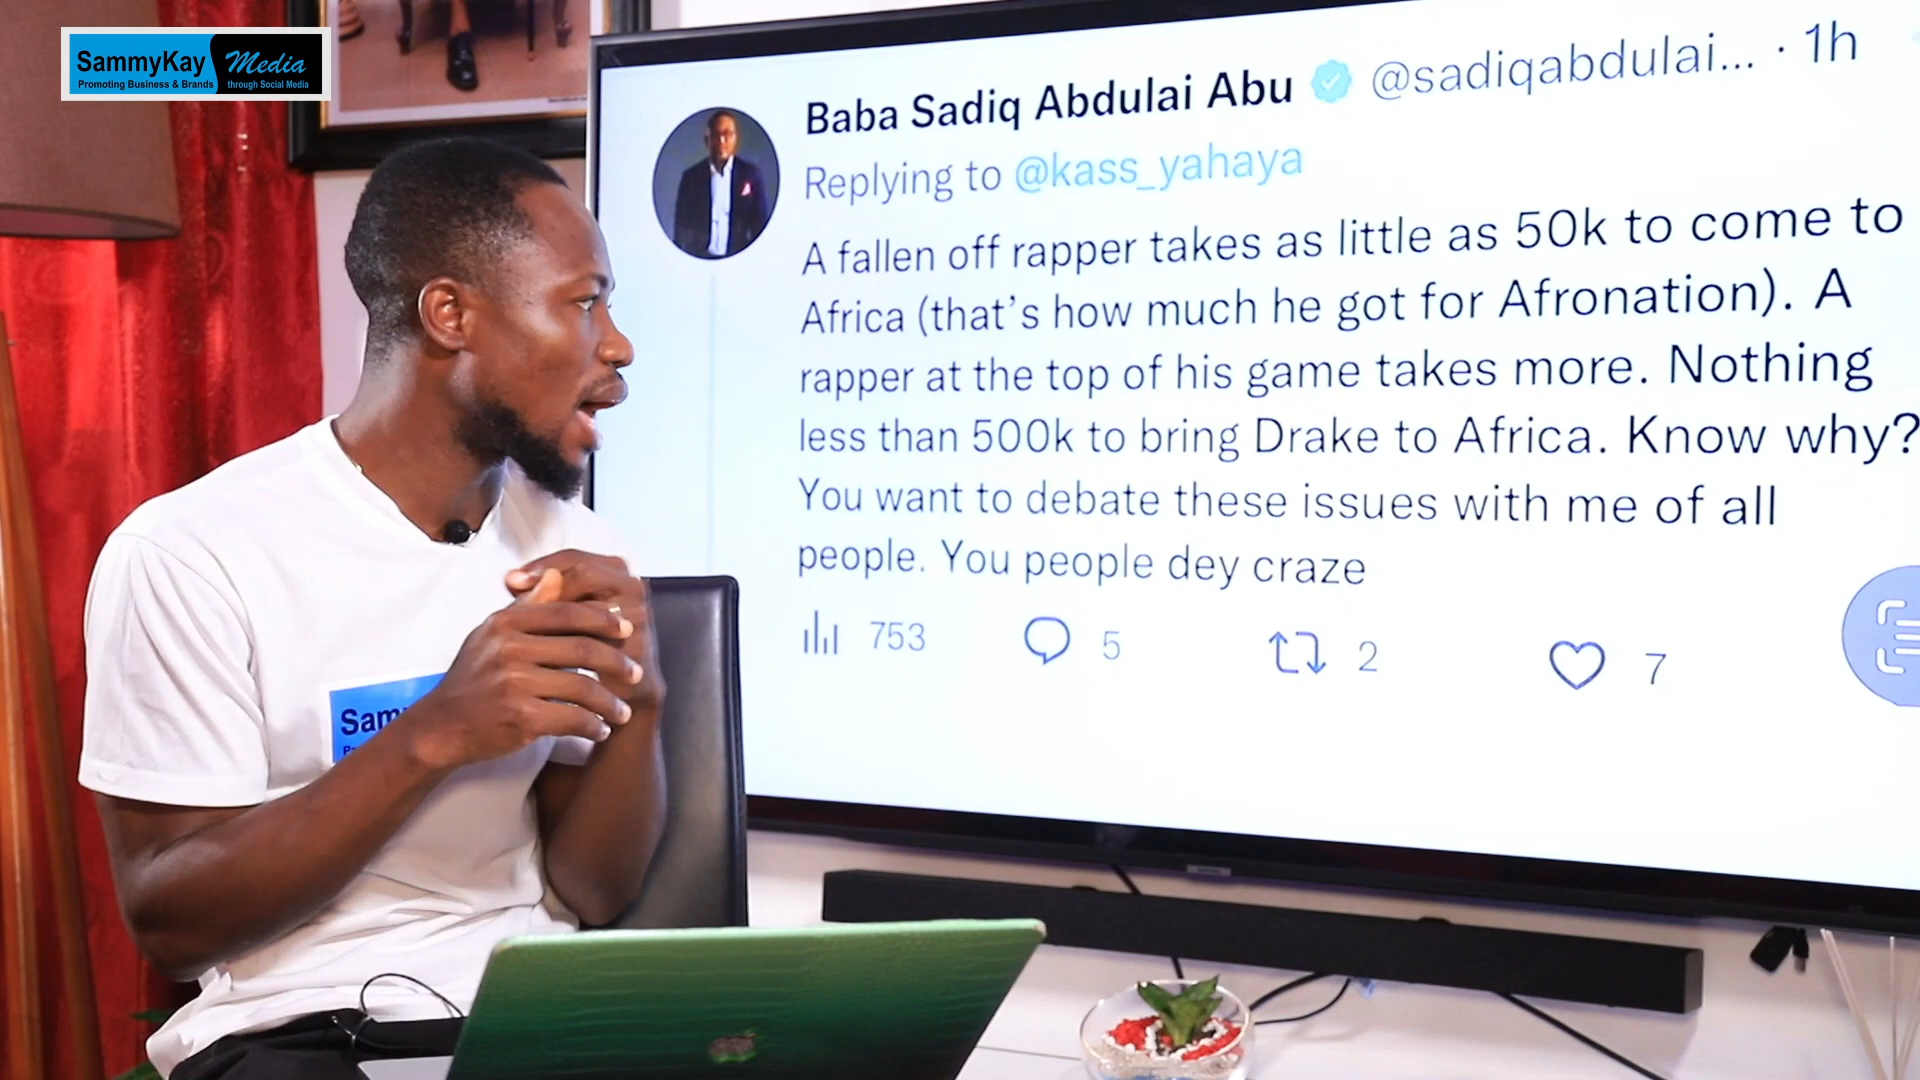 SammyKay Media
Promoting Business & Brands through Social Media
Baba Sadiq Abdulai Abu @sadiqabdulai... · 1h
Replying to @kass_yahaya
A fallen off rapper takes as little as 50k to come to
Africa (that's how much he got for Afronation). A
rapper at the top of his game takes more. Nothing
less than 500k to bring Drake to Africa. Know why?
You want to debate these issues with me of all
people. You people dey craze
753 5 2 7
Sam